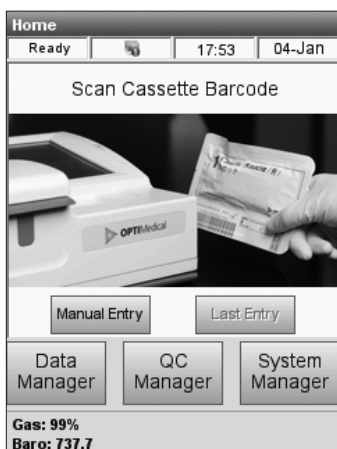 Home
Ready 17:53 04-Jan
Scan Cassette Barcode
OPTIMedical
Manual Entry Last Entry
Data Manager QC Manager System Manager
Gas: 99%
Baro: 737.7